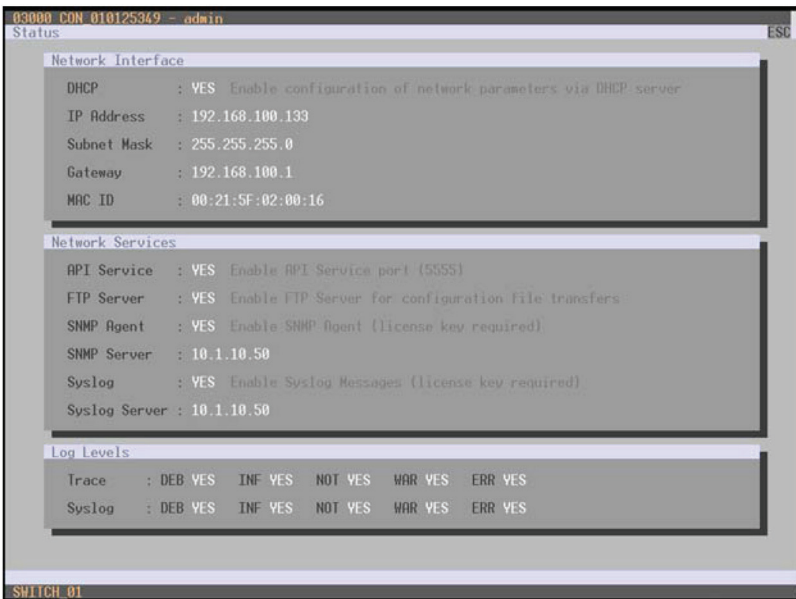 03000 CON_010125349 - admin
Status ESC
Network Interface
DHCP : YES Enable configuration of network parameters via DHCP server
IP Address : 192.168.100.133
Subnet Mask : 255.255.255.0
Gateway : 192.168.100.1
MAC ID : 00:21:5F:02:00:16
Network Services
API Service : YES Enable API Service port (5555)
FTP Server : YES Enable FTP Server for configuration file transfers
SNMP Agent : YES Enable SNMP Agent (license key required)
SNMP Server : 10.1.10.50
Syslog : YES Enable Syslog Messages (license key required)
Syslog Server : 10.1.10.50
Log Levels
Trace : DEB YES INF YES NOT YES WAR YES ERR YES
Syslog : DEB YES INF YES NOT YES WAR YES ERR YES
SWITCH_01